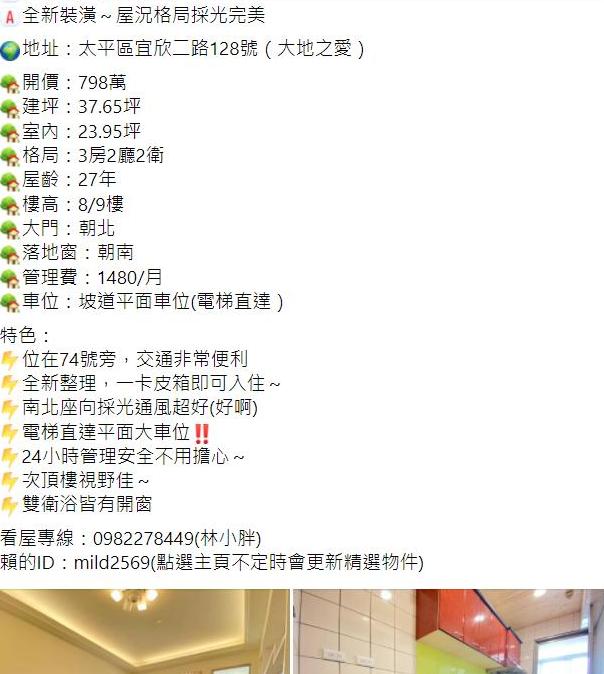 A 全新裝潢～屋況格局採光完美
地址：太平區宜欣二路128號（大地之愛）
開價：798萬
建坪：37.65坪
室內：23.95坪
格局：3房2廳2衛
屋齡：27年
樓高：8/9樓
大門：朝北
落地窗：朝南
管理費：1480/月
車位：坡道平面車位(電梯直達）
特色：
位在74號旁，交通非常便利
全新整理，一卡皮箱即可入住～
南北座向採光通風超好(好啊)
電梯直達平面大車位‼️
24小時管理安全不用擔心～
次頂樓視野佳～
雙衛浴皆有開窗
看屋專線：0982278449(林小胖)
賴的ID：mild2569(點選主頁不定時會更新精選物件)